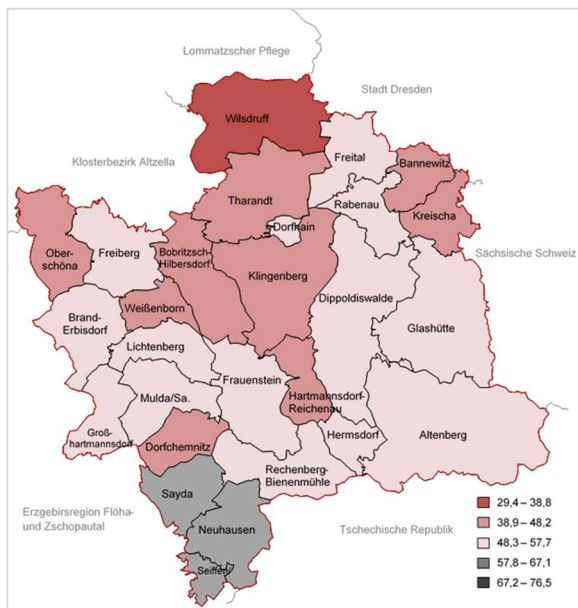 Lommatzscher Pflege
Stadt Dresden
Wilsdruff
Klosterbezirk Altzella
Freital
Bannewitz
Tharandt
Rabenau
Kreischa
Dorfhain
Ober-
schöna
Freiberg
Bobritzsch-
Hilbersdorf
Sächsische Schweiz
Klingenberg
Dippoldiswalde
Weißenborn
Glashütte
Brand-
Erbisdorf
Lichtenberg
Frauenstein
Mulda/Sa.
Hartmannsdorf-
Reichenau
Groß-
hartmannsdorf
Hermsdorf
Altenberg
Dorfchemnitz
Rechenberg-
Bienenmühle
Sayda
Erzgebirsregion Flöha-
und Zschopautal
Neuhausen
Tschechische Republik
Seiffen
29,4 – 38,8
38,9 – 48,2
48,3 – 57,7
57,8 – 67,1
67,2 – 76,5